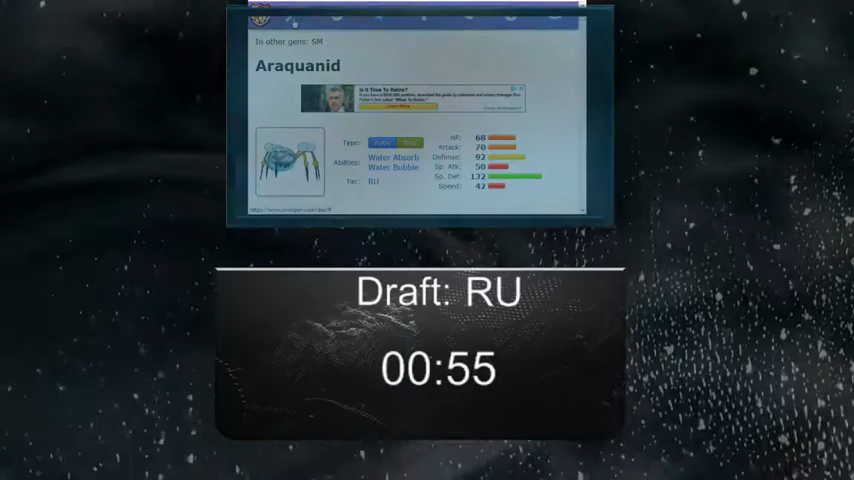 In other gens: SM
Araquanid
Is It Time To Retire?
Learn More
Type: Water Bug
Abilities: Water Absorb
Water Bubble
Tier: RU
HP: 68
Attack: 70
Defense: 92
Sp. Atk: 50
Sp. Def: 132
Speed: 42
Draft: RU
00:55